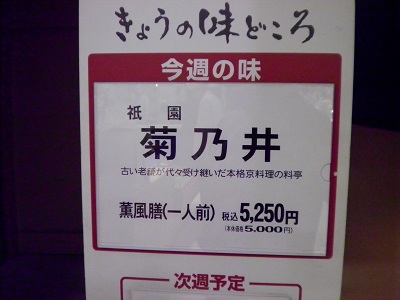 きょうの味どころ
今週の味
祇園
菊乃井
古い老舗が代々受け継いだ本格京料理の料亭
薫風膳(一人前) 税込5,250円
(本体価格5,000円)
次週予定